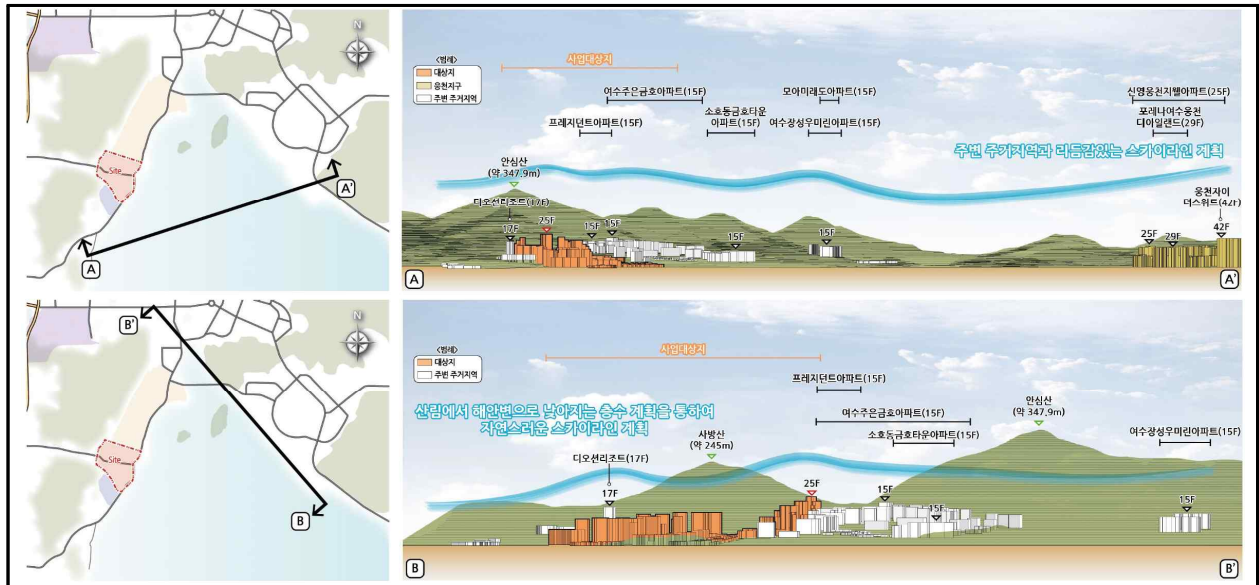 N
Site
A
A'
<범례>
대상지
웅천지구
주변 주거지역
사업대상지
여수주은금호아파트(15F)
모아미래도아파트(15F)
신영웅천지웰아파트(25F)
프레지던트아파트(15F)
소호동금호타운
아파트(15F)
여수장성우미린아파트(15F)
포레나여수웅천
디아일랜드(29F)
주변 주거지역과 리듬감있는 스카이라인 계획
안심산
(약 347.9m)
디오션리조트(17F)
웅천자이
더스위트(42F)
17F
25F
15F
15F
15F
15F
25F
29F
42F
A
A'
N
Site
B'
B
<범례>
대상지
주변 주거지역
사업대상지
프레지던트아파트(15F)
산림에서 해안변으로 낮아지는 층수 계획을 통하여
자연스러운 스카이라인 계획
여수주은금호아파트(15F)
안심산
(약 347.9m)
소호동금호타운아파트(15F)
여수장성우미린아파트(15F)
사방산
(약 245m)
디오션리조트(17F)
17F
25F
15F
15F
15F
B
B'